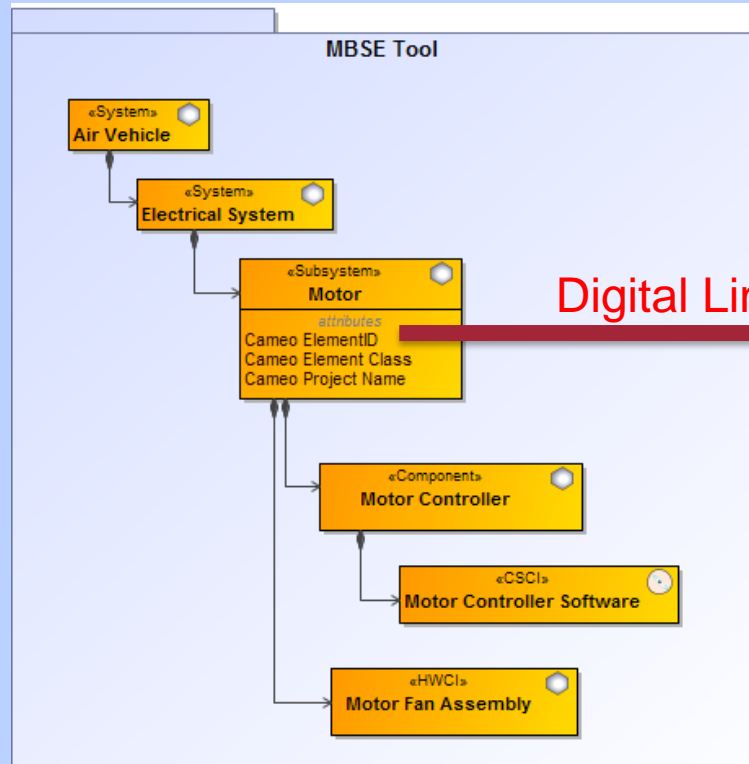 MBSE Tool
«System»
Air Vehicle
«System»
Electrical System
«Subsystem»
Motor
attributes
Cameo ElementID
Cameo Element Class
Cameo Project Name
Digital
«Component»
Motor Controller
«CSCI»
Motor Controller Software
«HWCI»
Motor Fan Assembly